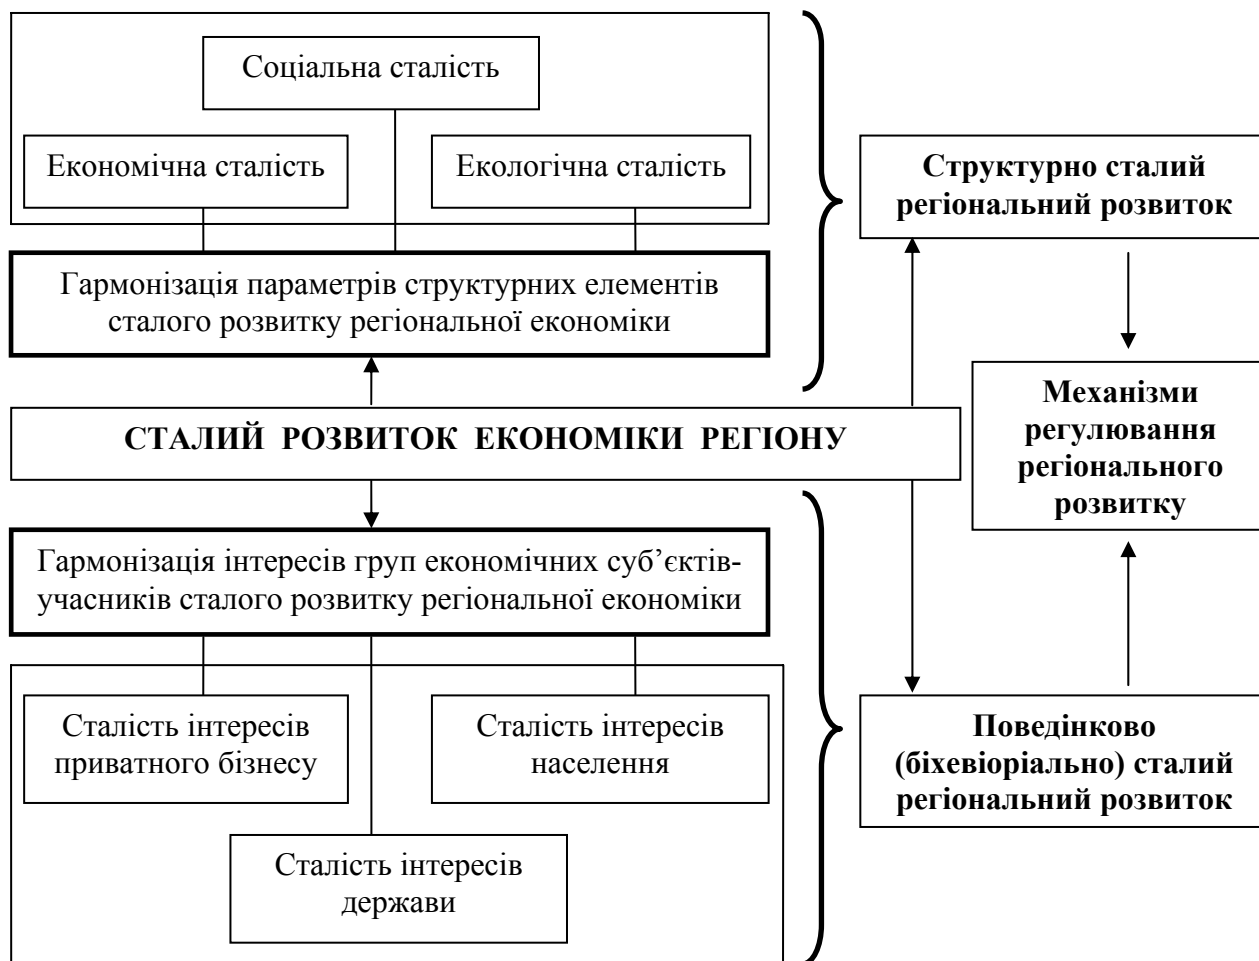 Соціальна сталість
Економічна сталість
Екологічна сталість
Структурно сталий
регіональний розвиток
Гармонізація параметрів структурних елементів
сталого розвитку регіональної економіки
Механізми
регулювання
регіонального
розвитку
СТАЛИЙ РОЗВИТОК ЕКОНОМІКИ РЕГІОНУ
Гармонізація інтересів груп економічних суб’єктів-
учасників сталого розвитку регіональної економіки
Сталість інтересів
приватного бізнесу
Сталість інтересів
населення
Поведінково
(біхевіоріально) сталий
регіональний розвиток
Сталість інтересів
держави